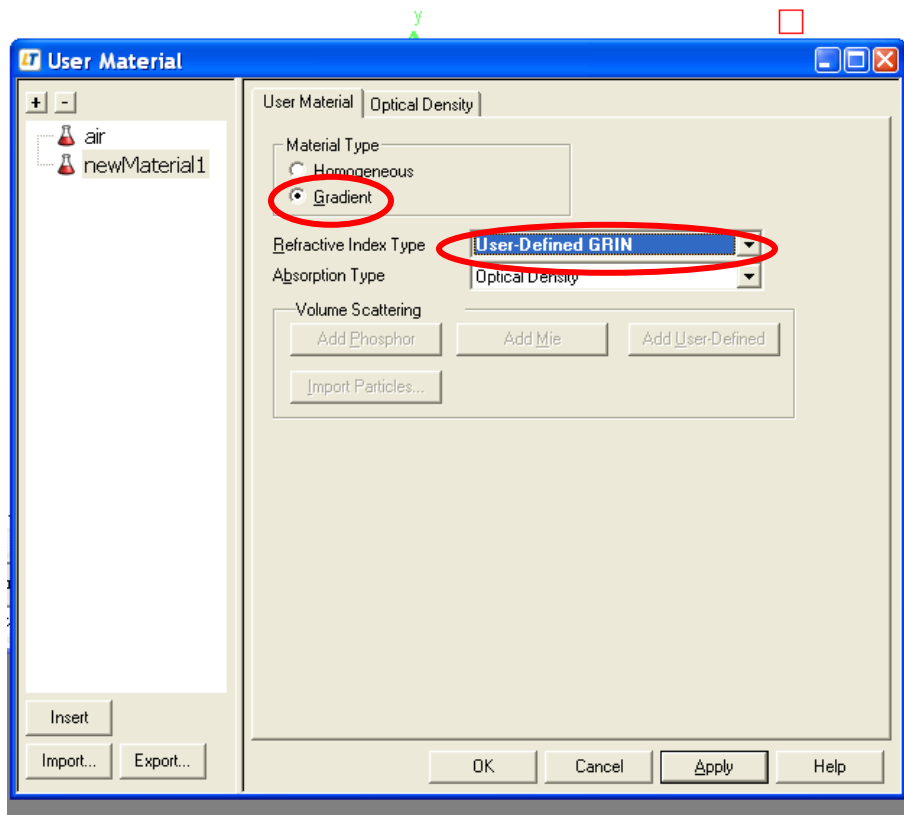 y
LT User Material
+ -
air
newMaterial1
User Material Optical Density
Material Type
Homogeneous
Gradient
Refractive Index Type User-Defined GRIN
Absorption Type Optical Density
Volume Scattering
Add Phosphor Add Mie Add User-Defined
Import Particles...
Insert
Import... Export...
OK Cancel Apply Help